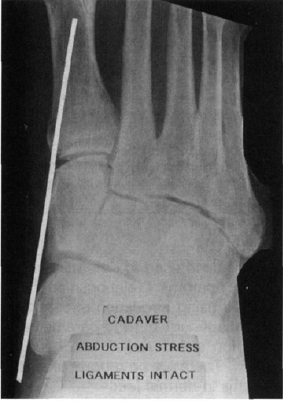 CADAVER
ABDUCTION STRESS
LIGAMENTS INTACT